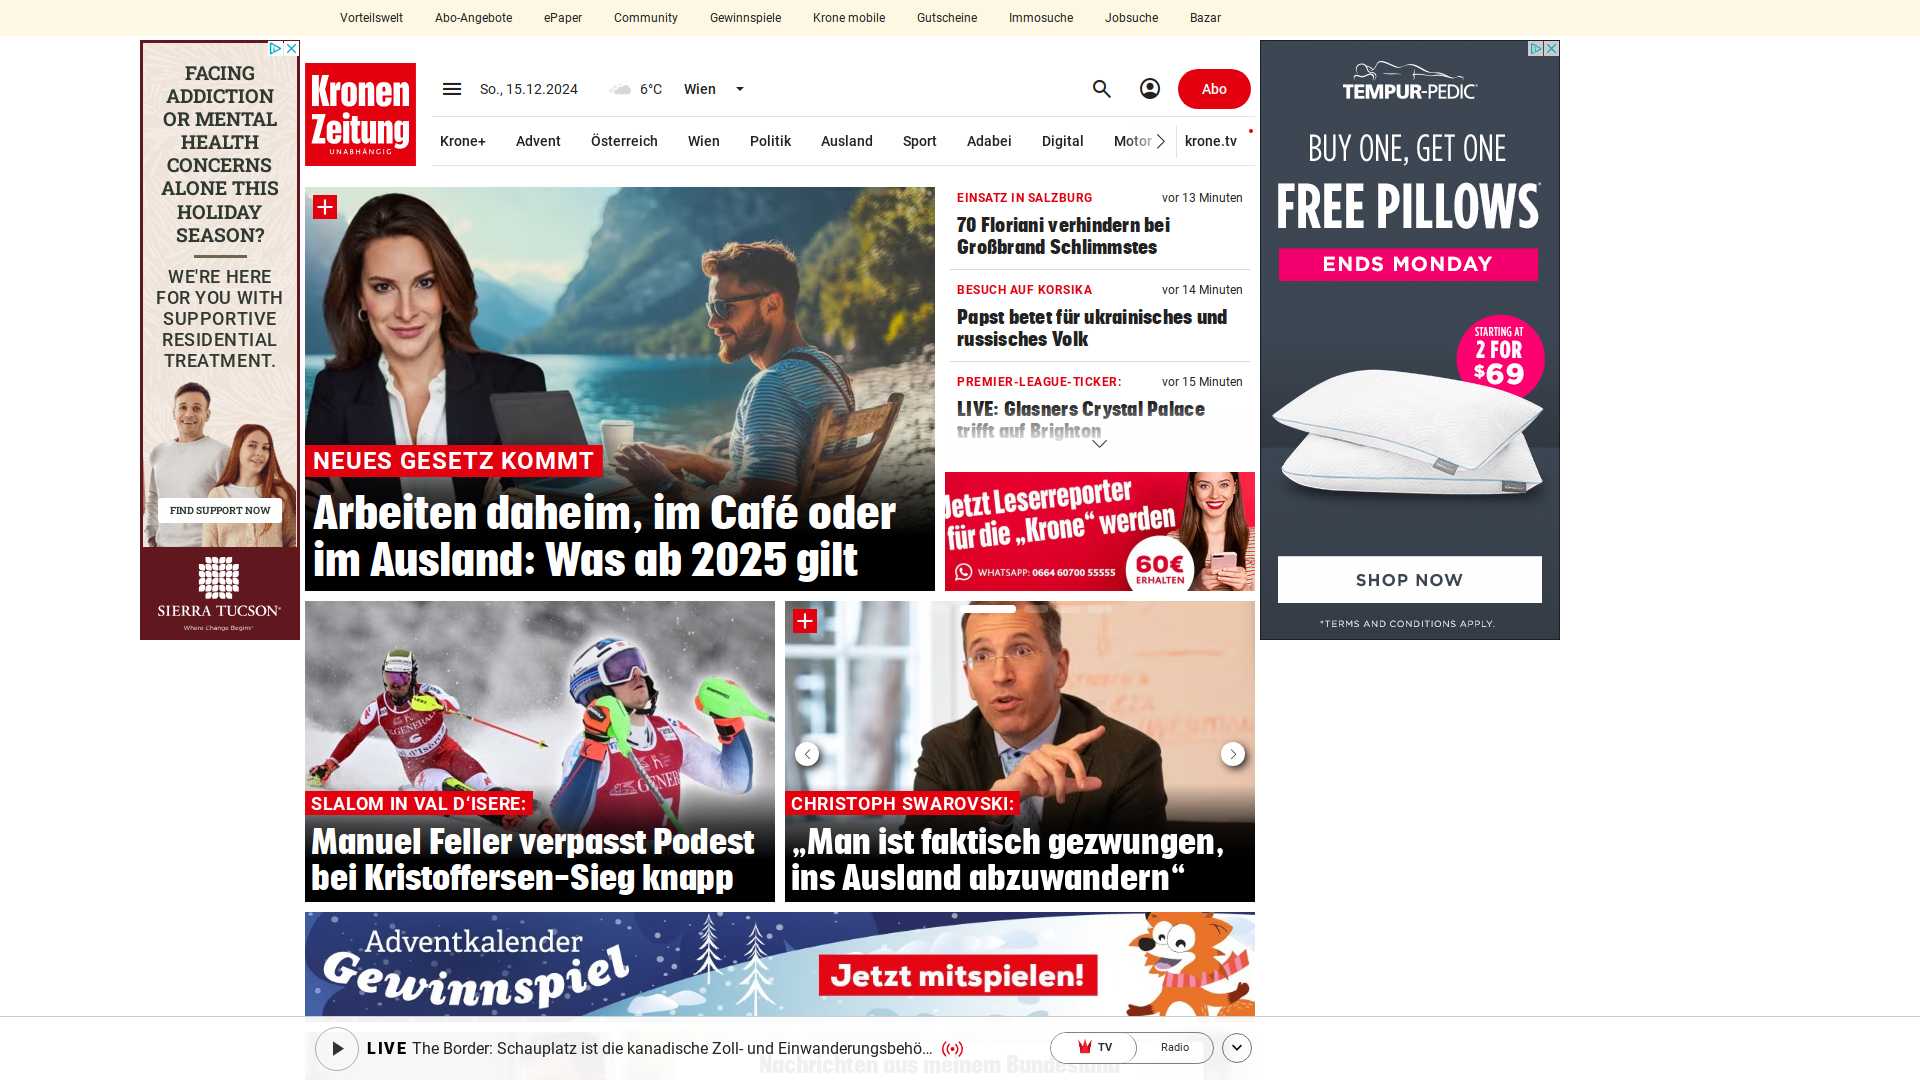 Vorteilswelt Abo-Angebote ePaper Community Gewinnspiele Krone mobile Gutscheine Immosuche Jobsuche Bazar
FACING
ADDICTION
OR MENTAL
HEALTH
CONCERNS
ALONE THIS
HOLIDAY
SEASON?
WE'RE HERE
FOR YOU WITH
SUPPORTIVE
RESIDENTIAL
TREATMENT.
FIND SUPPORT NOW
SIERRA TUCSON®
Where Change Begins®
Kronen
Zeitung
UNABHÄNGIG
So., 15.12.2024 6°C Wien Abo
Krone+ Advent Österreich Wien Politik Ausland Sport Adabei Digital Motor krone.tv
NEUES GESETZ KOMMT
Arbeiten daheim, im Café oder
im Ausland: Was ab 2025 gilt
EINSATZ IN SALZBURG vor 13 Minuten
70 Floriani verhindern bei
Großbrand Schlimmstes
BESUCH AUF KORSIKA vor 14 Minuten
Papst betet für ukrainisches und
russisches Volk
PREMIER-LEAGUE-TICKER: vor 15 Minuten
LIVE: Glasners Crystal Palace
trifft auf Brighton
Jetzt Leserreporter
für die „Krone“ werden
WHATSAPP: 0664 60700 55555
60€
ERHALTEN
SLALOM IN VAL D‘ISERE:
Manuel Feller verpasst Podest
bei Kristoffersen-Sieg knapp
CHRISTOPH SWAROVSKI:
„Man ist faktisch gezwungen,
ins Ausland abzuwandern“
Adventkalender
Gewinnspiel
Jetzt mitspielen!
TEMPUR-PEDIC®
BUY ONE, GET ONE
FREE PILLOWS*
ENDS MONDAY
STARTING AT
2 FOR
$69
SHOP NOW
*TERMS AND CONDITIONS APPLY.
LIVE The Border: Schauplatz ist die kanadische Zoll- und Einwanderungsbehö... TV Radio
Nachrichten aus meinem Bundesland